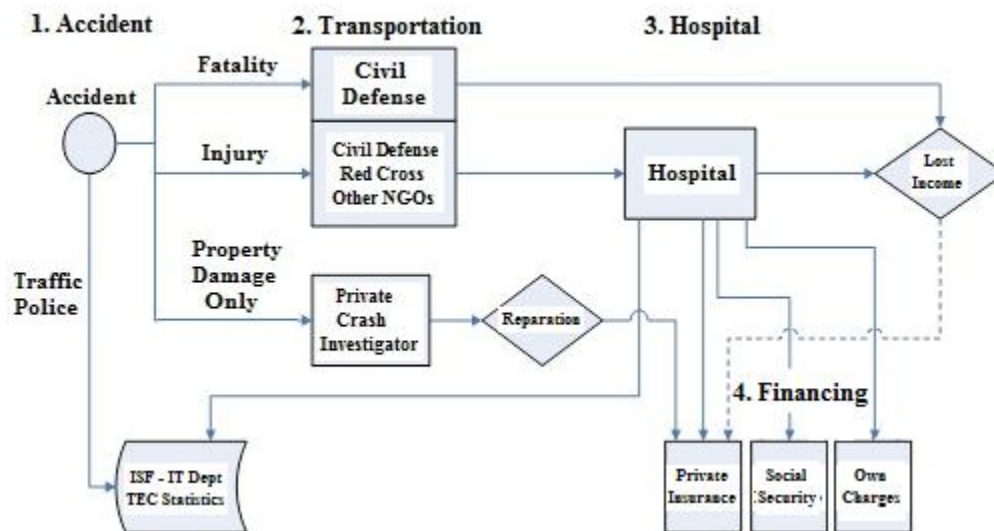 1. Accident
2. Transportation
3. Hospital
Fatality
Civil
Defense
Accident
Injury
Civil Defense
Red Cross
Other NGOs
Hospital
Lost
Income
Property
Damage
Only
Traffic
Police
Private
Crash
Investigator
Reparation
4. Financing
ISF - IT Dept
TEC Statistics
Private
Insurance
Social
Security
Own
Charges